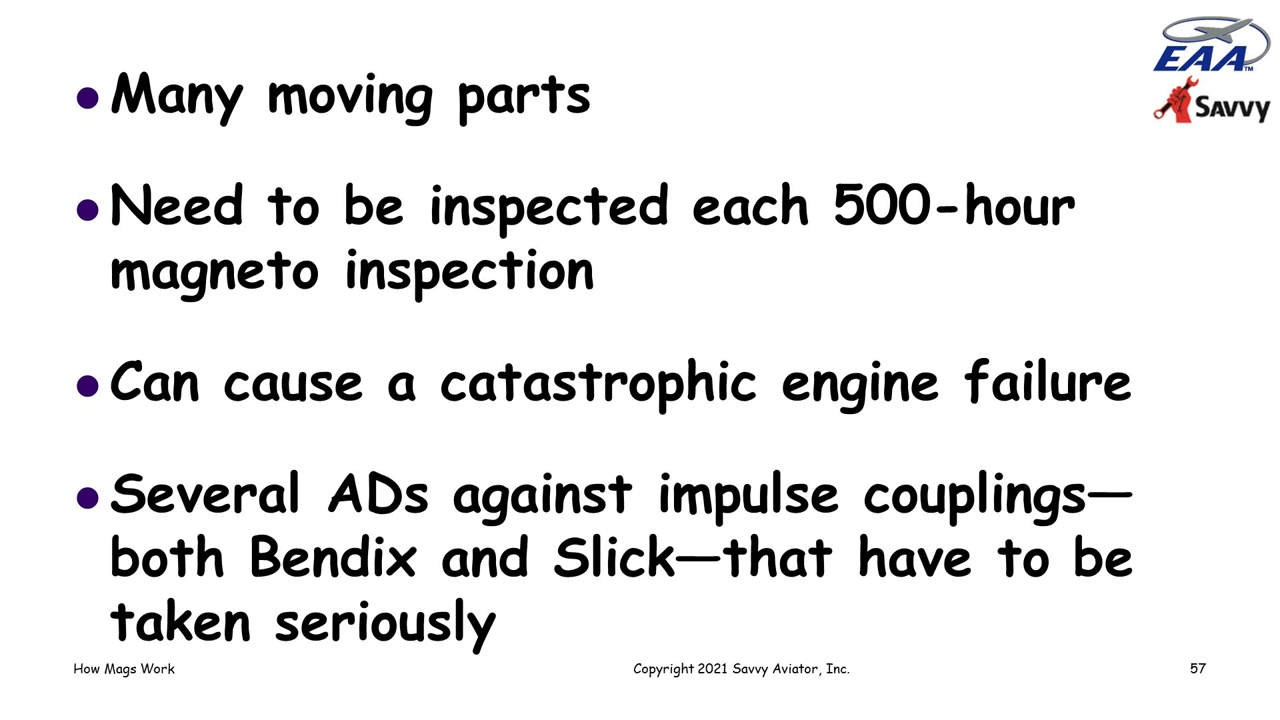 EAA™
SAVVY
Many moving parts
Need to be inspected each 500-hour
magneto inspection
Can cause a catastrophic engine failure
Several ADs against impulse couplings—
both Bendix and Slick—that have to be
taken seriously
How Mags Work
Copyright 2021 Savvy Aviator, Inc.
57